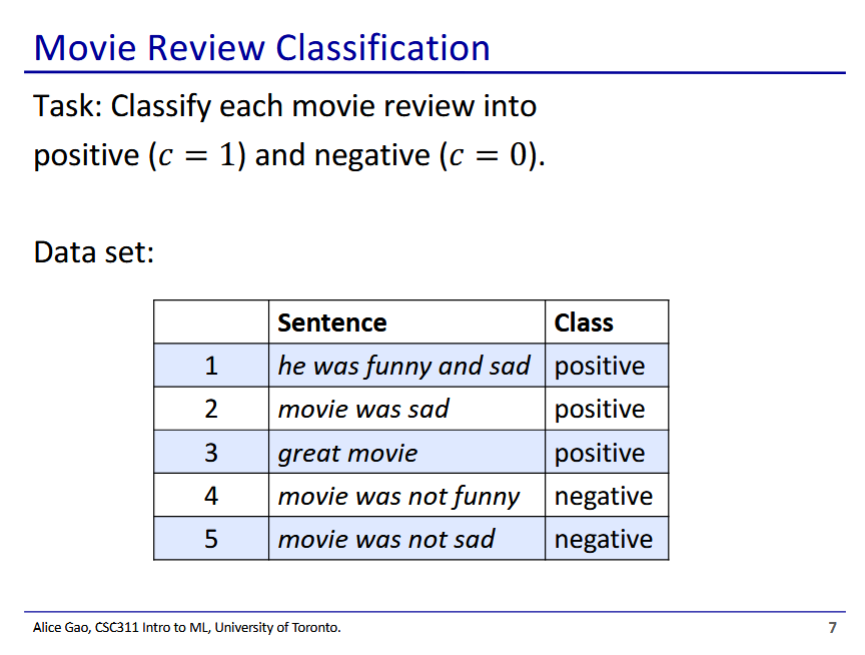 Movie Review Classification
Task: Classify each movie review into
positive (c = 1) and negative (c = 0).
Data set:
Sentence Class
1 he was funny and sad positive
2 movie was sad positive
3 great movie positive
4 movie was not funny negative
5 movie was not sad negative
Alice Gao, CSC311 Intro to ML, University of Toronto. 7